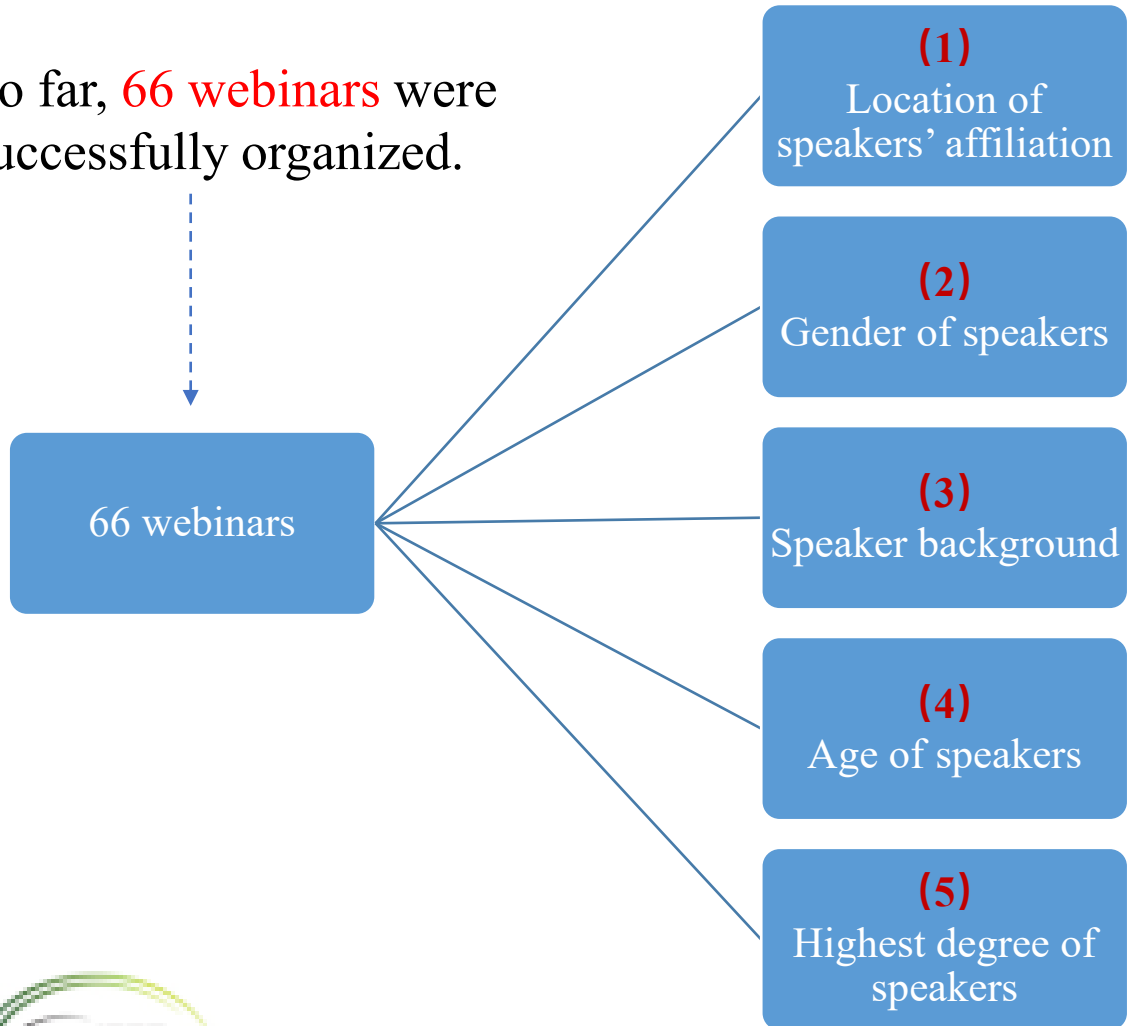 o far, 66 webinars were
uccessfully organized.
66 webinars
(1)
Location of
speakers’ affiliation
(2)
Gender of speakers
(3)
Speaker background
(4)
Age of speakers
(5)
Highest degree of
speakers